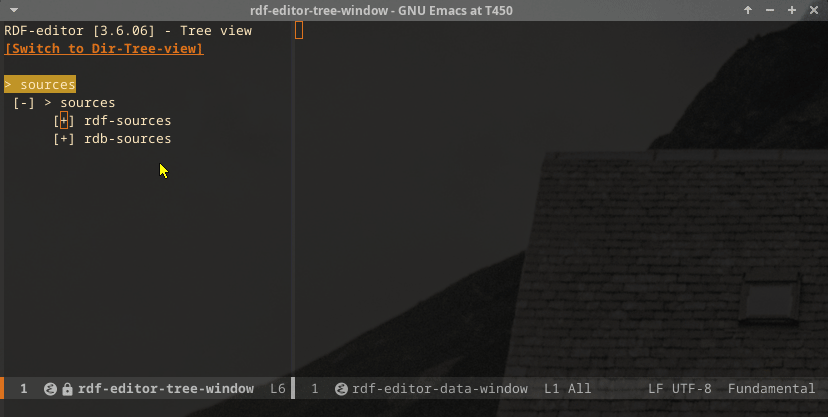 rdf-editor-tree-window - GNU Emacs at T450
RDF-editor [3.6.06] - Tree view
[Switch to Dir-Tree-view]
> sources
[-] > sources
[+] rdf-sources
[+] rdb-sources
1 rdf-editor-tree-window L6
1 rdf-editor-data-window L1 All LF UTF-8 Fundamental